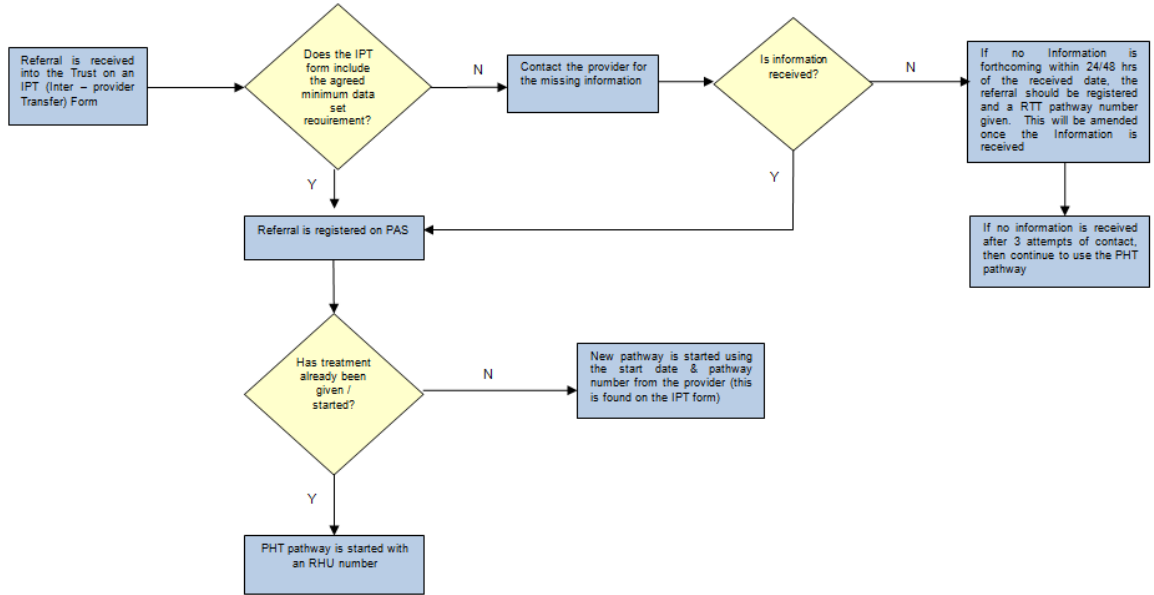 Referral is received
into the Trust on an
IPT (Inter – provider
Transfer) Form
Does the IPT
form include
the agreed
minimum data
set
requirement?
N
Contact the provider for
the missing information
Is information
received?
N
If no Information is
forthcoming within 24/48 hrs
of the received date, the
referral should be registered
and a RTT pathway number
given. This will be amended
once the Information is
received
Y
Y
Referral is registered on PAS
If no information is received
after 3 attempts of contact,
then continue to use the PHT
pathway
Has treatment
already been
given /
started?
N
New pathway is started using
the start date & pathway
number from the provider (this
is found on the IPT form)
Y
PHT pathway is started with
an RHU number